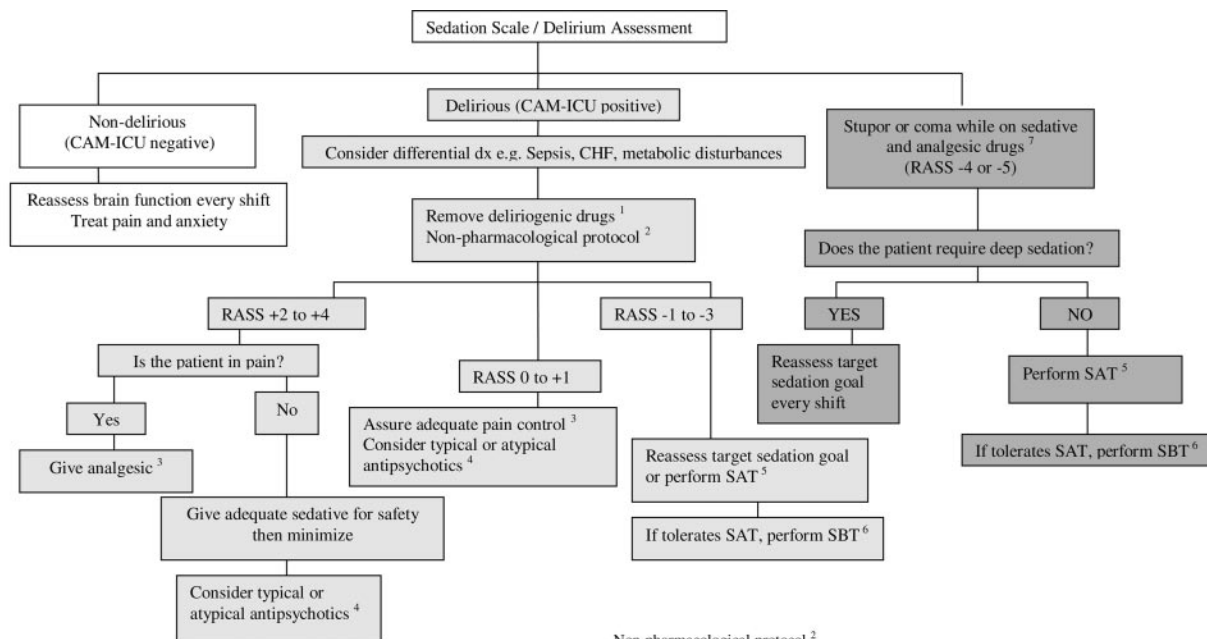 Sedation Scale / Delirium Assessment
Non-delirious
(CAM-ICU negative)
Reassess brain function every shift
Treat pain and anxiety
Delirious (CAM-ICU positive)
Consider differential dx e.g. Sepsis, CHF, metabolic disturbances
Remove deliriogenic drugs 1
Non-pharmacological protocol 2
RASS +2 to +4
Is the patient in pain?
Yes
Give analgesic 3
No
Give adequate sedative for safety
then minimize
Consider typical or
atypical antipsychotics 4
RASS 0 to +1
Assure adequate pain control 3
Consider typical or atypical
antipsychotics 4
RASS -1 to -3
Reassess target sedation goal
or perform SAT 5
If tolerates SAT, perform SBT 6
Stupor or coma while on sedative
and analgesic drugs 7
(RASS -4 or -5)
Does the patient require deep sedation?
YES
Reassess target
sedation goal
every shift
NO
Perform SAT 5
If tolerates SAT, perform SBT 6
Non-pharmacological protocol 2